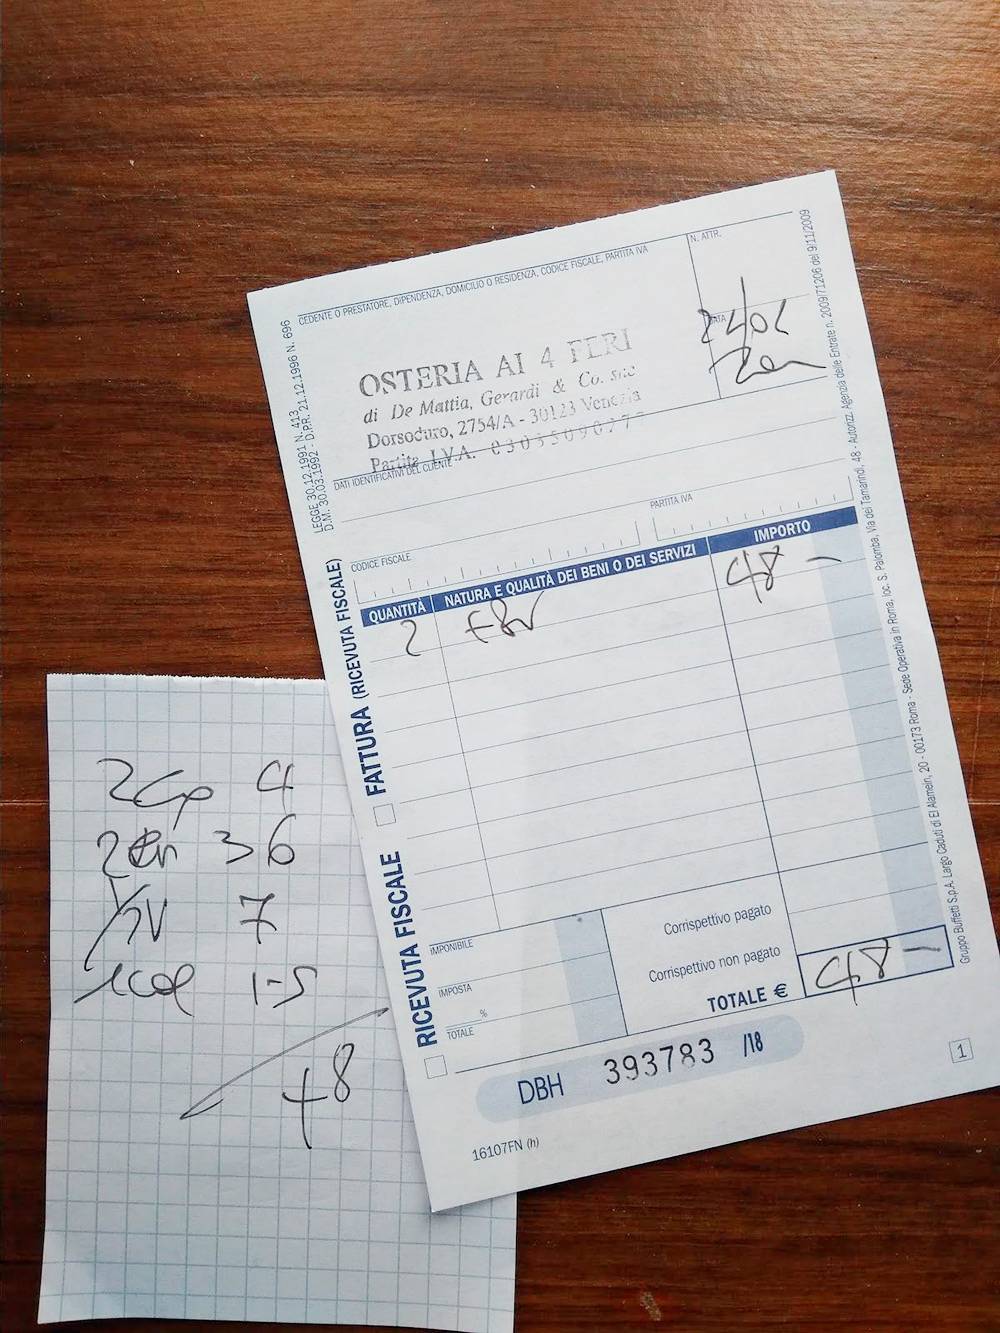 CEDENTE O PRESTATORE, DIPENDENZA, DOMICILIO O RESIDENZA, CODICE FISCALE, PARTITA IVA
N. ATTR.
DATA
OSTERIA AI 4 FERI
di De Mattia, Gerardi & Co. snc
Dorsoduro, 2754/A - 30123 Venezia
Partita I.V.A.
DATI IDENTIFICATIVI DEL CLIENTE
CODICE FISCALE
PARTITA IVA
QUANTITÀ NATURA E QUALITÀ DEI BENI O DEI SERVIZI IMPORTO
2 48 -
IMPONIBILE
IMPOSTA
%
TOTALE
Corrispettivo pagato
Corrispettivo non pagato
TOTALE € 48 -
DBH 393783 /18
1
16107FN (h)
LEGGE 30.12.1991 N. 413
D.M. 30.03.1992 - D.P.R. 21.12.1996 N. 696
FATTURA (RICEVUTA FISCALE)
RICEVUTA FISCALE
Gruppo Buffetti S.p.A. Largo Caduti di El Alamein, 20 - 00173 Roma - Sede Operativa in Roma, loc. S. Palomba, Via dei Tamarindi, 48 - Autorizz. Agenzia delle Entrate n. 2009/71206 del 9/11/2009
2 cp 4
36
7
1-5
48